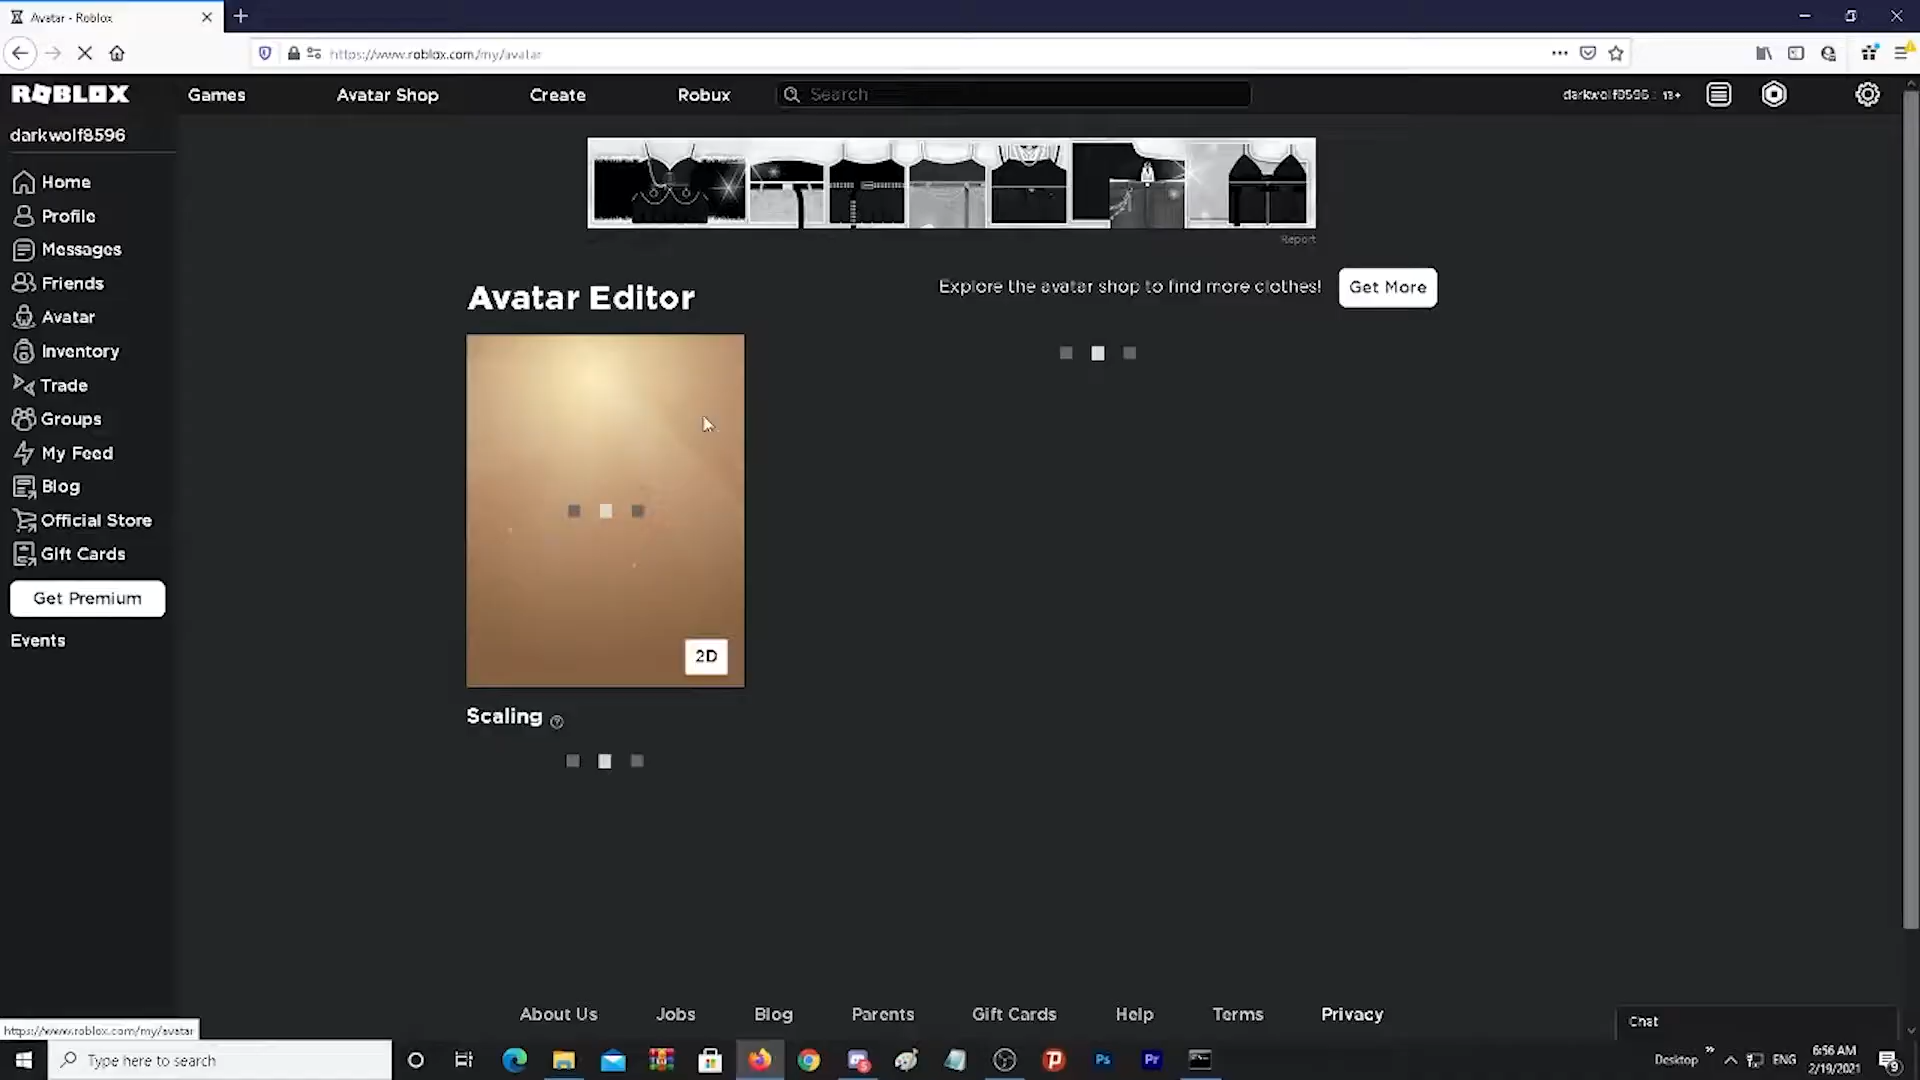 Avatar - Roblox
https://www.roblox.com/my/avatar
ROBLOX
Games
Avatar Shop
Create
Robux
Search
darkwolf8596 : 13+
darkwolf8596
Home
Profile
Messages
Friends
Avatar
Inventory
Trade
Groups
My Feed
Blog
Official Store
Gift Cards
Get Premium
Events
Report
Avatar Editor
Explore the avatar shop to find more clothes!
Get More
2D
Scaling
About Us
Jobs
Blog
Parents
Gift Cards
Help
Terms
Privacy
Chat
https://www.roblox.com/my/avatar
Type here to search
Ps
Pr
Desktop
ENG
6:56 AM
2/19/2021
9